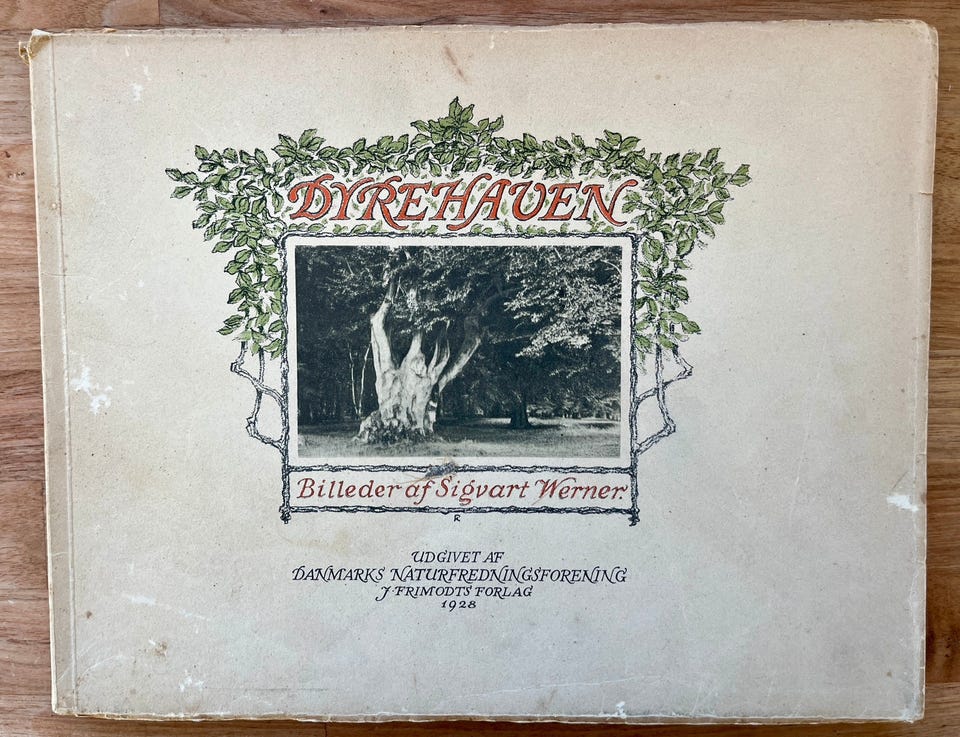 DYREHAVEN
Billeder af Sigvart Werner.
R
UDGIVET AF
DANMARKS NATURFREDNINGSFORENING
J. FRIMODTS FORLAG
1928